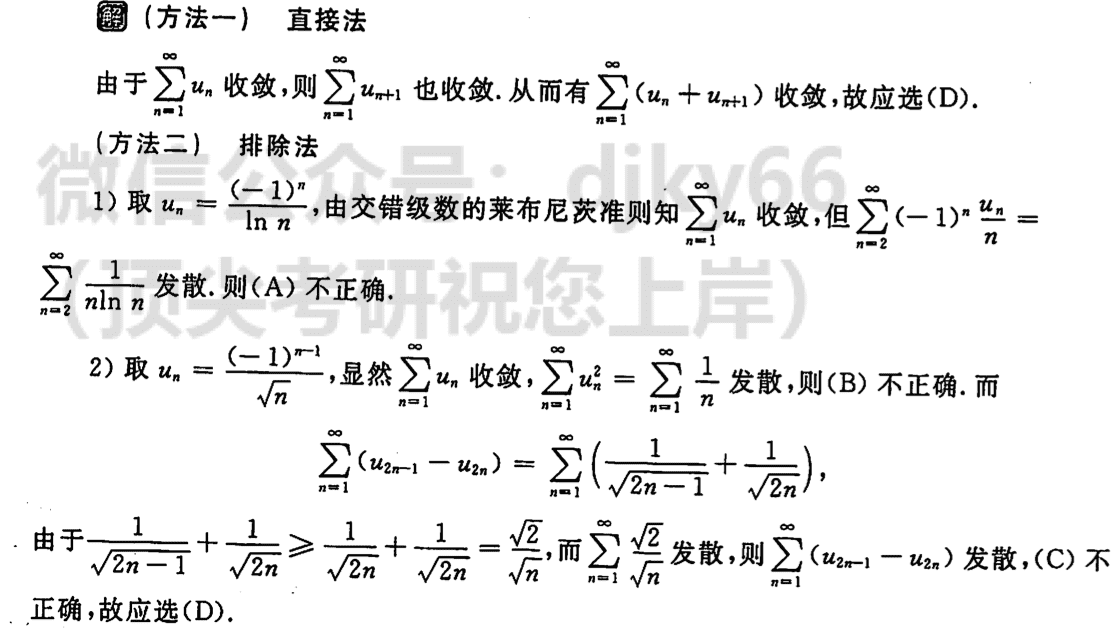 解 (方法一) 直接法
由于 $\sum_{n=1}^{\infty} u_n$ 收敛,则 $\sum_{n=1}^{\infty} u_{n+1}$ 也收敛. 从而有 $\sum_{n=1}^{\infty} (u_n + u_{n+1})$ 收敛,故应选(D).
(方法二) 排除法
微信公众号: djky66
1) 取 $u_n = \frac{(-1)^n}{\ln n}$,由交错级数的莱布尼茨准则知 $\sum_{n=1}^{\infty} u_n$ 收敛,但 $\sum_{n=2}^{\infty} (-1)^n \frac{u_n}{n} =$
$\sum_{n=2}^{\infty} \frac{1}{n \ln n}$ 发散. 则(A) 不正确.
(顶尖考研祝您上岸)
2) 取 $u_n = \frac{(-1)^{n-1}}{\sqrt{n}}$,显然 $\sum_{n=1}^{\infty} u_n$ 收敛, $\sum_{n=1}^{\infty} u_n^2 = \sum_{n=1}^{\infty} \frac{1}{n}$ 发散,则(B) 不正确. 而
$\sum_{n=1}^{\infty} (u_{2n-1} - u_{2n}) = \sum_{n=1}^{\infty} \left( \frac{1}{\sqrt{2n-1}} + \frac{1}{\sqrt{2n}} \right),$
由于 $\frac{1}{\sqrt{2n-1}} + \frac{1}{\sqrt{2n}} \geqslant \frac{1}{\sqrt{2n}} + \frac{1}{\sqrt{2n}} = \frac{\sqrt{2}}{\sqrt{n}}$,而 $\sum_{n=1}^{\infty} \frac{\sqrt{2}}{\sqrt{n}}$ 发散,则 $\sum_{n=1}^{\infty} (u_{2n-1} - u_{2n})$ 发散,(C) 不
正确,故应选(D).